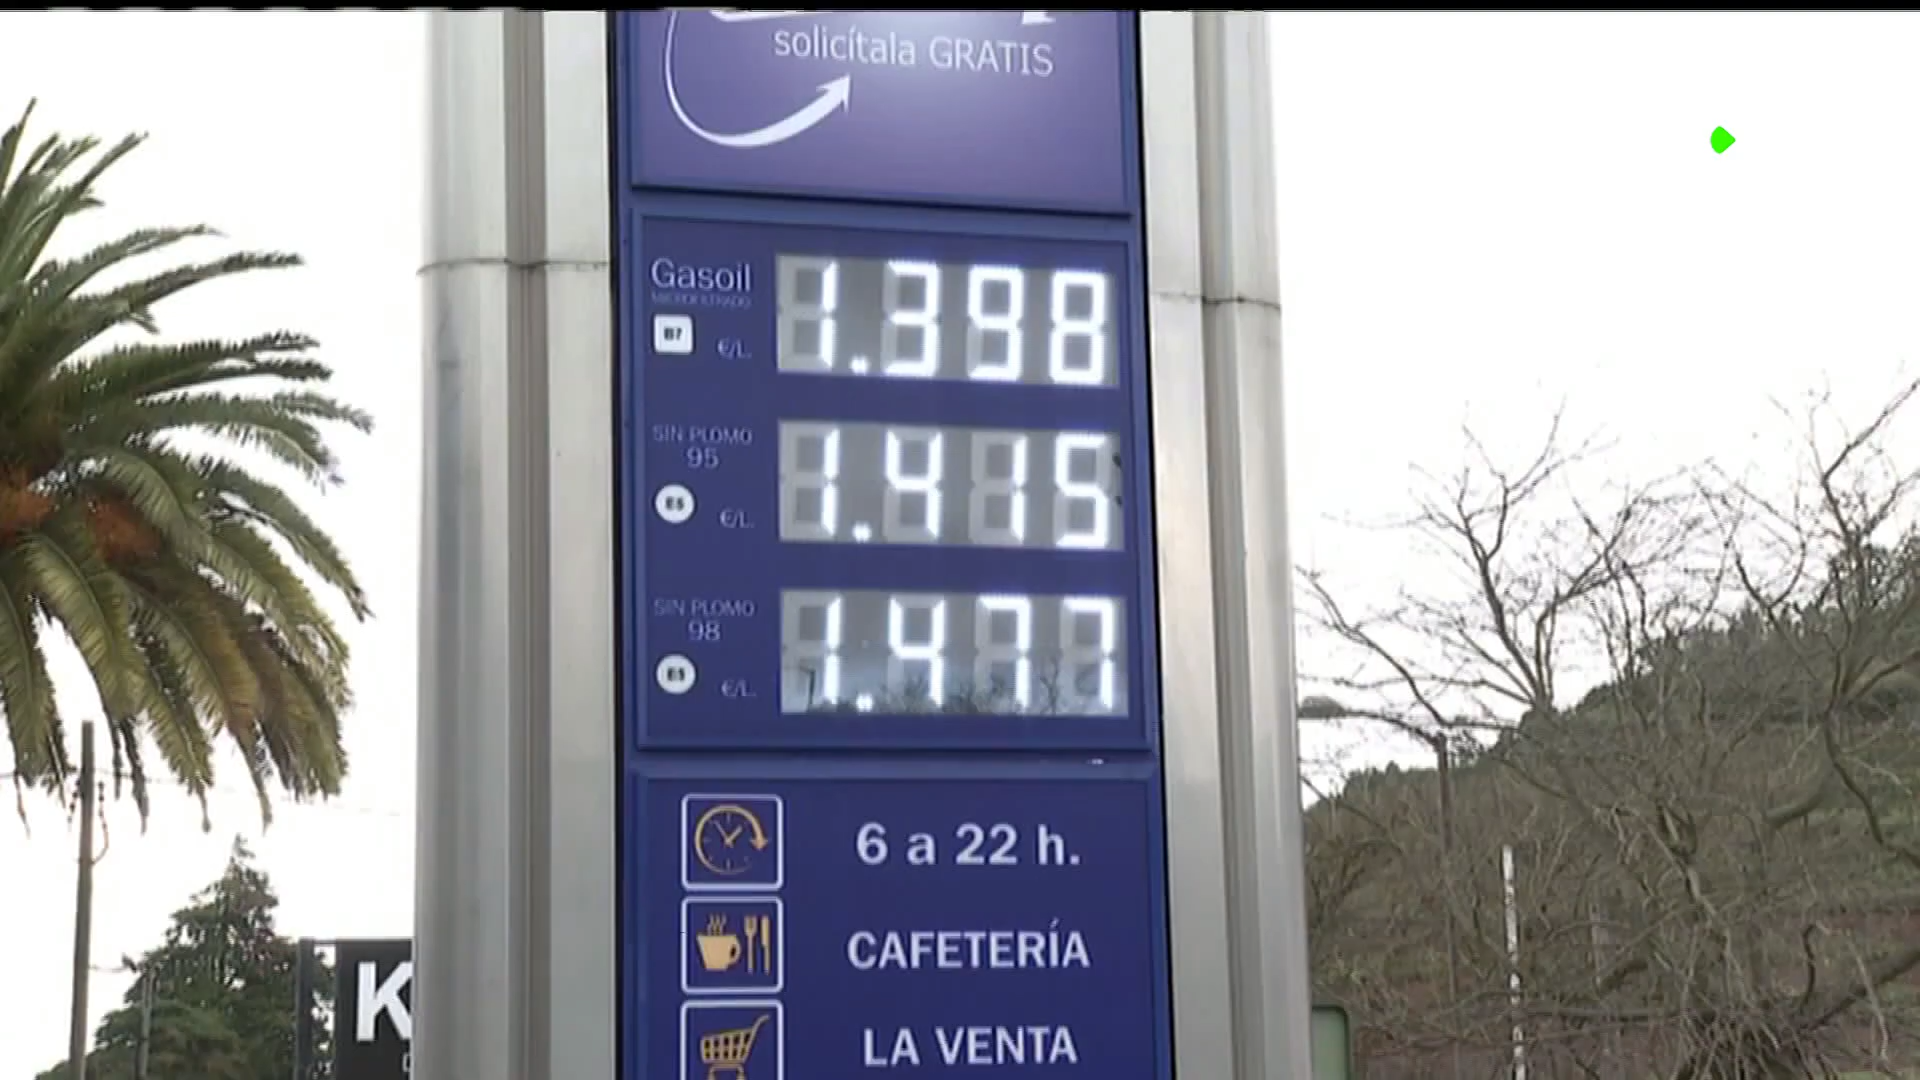 solicítala GRATIS
Gasoil
MICROFILTRADO
B7
€/L.
1.398
SIN PLOMO
95
E5
€/L.
1.415
SIN PLOMO
98
E5
€/L.
1.477
6 a 22 h.
CAFETERÍA
LA VENTA
K